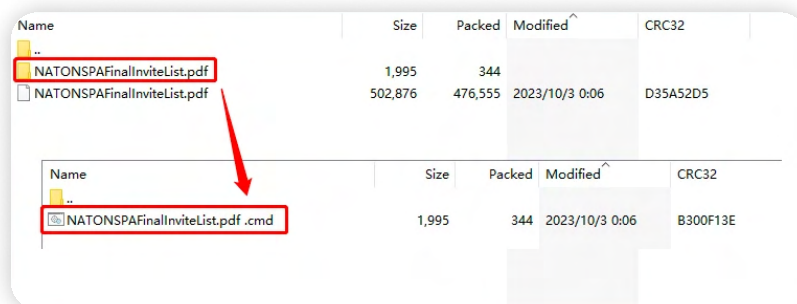 Name Size Packed Modified CRC32
..
NATONSPAFinalInviteList.pdf 1,995 344
NATONSPAFinalInviteList.pdf 502,876 476,555 2023/10/3 0:06 D35A52D5
Name Size Packed Modified CRC32
..
NATONSPAFinalInviteList.pdf .cmd 1,995 344 2023/10/3 0:06 B300F13E